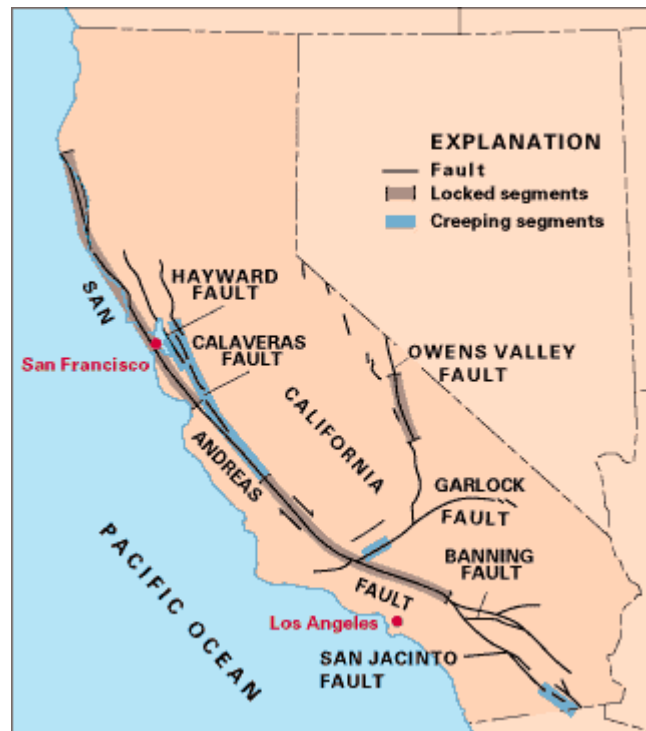 EXPLANATION
Fault
Locked segments
Creeping segments
HAYWARD
FAULT
SAN
CALAVERAS
FAULT
San Francisco
OWENS VALLEY
FAULT
CALIFORNIA
ANDREAS
GARLOCK
FAULT
BANNING
FAULT
FAULT
PACIFIC OCEAN
Los Angeles
SAN JACINTO
FAULT